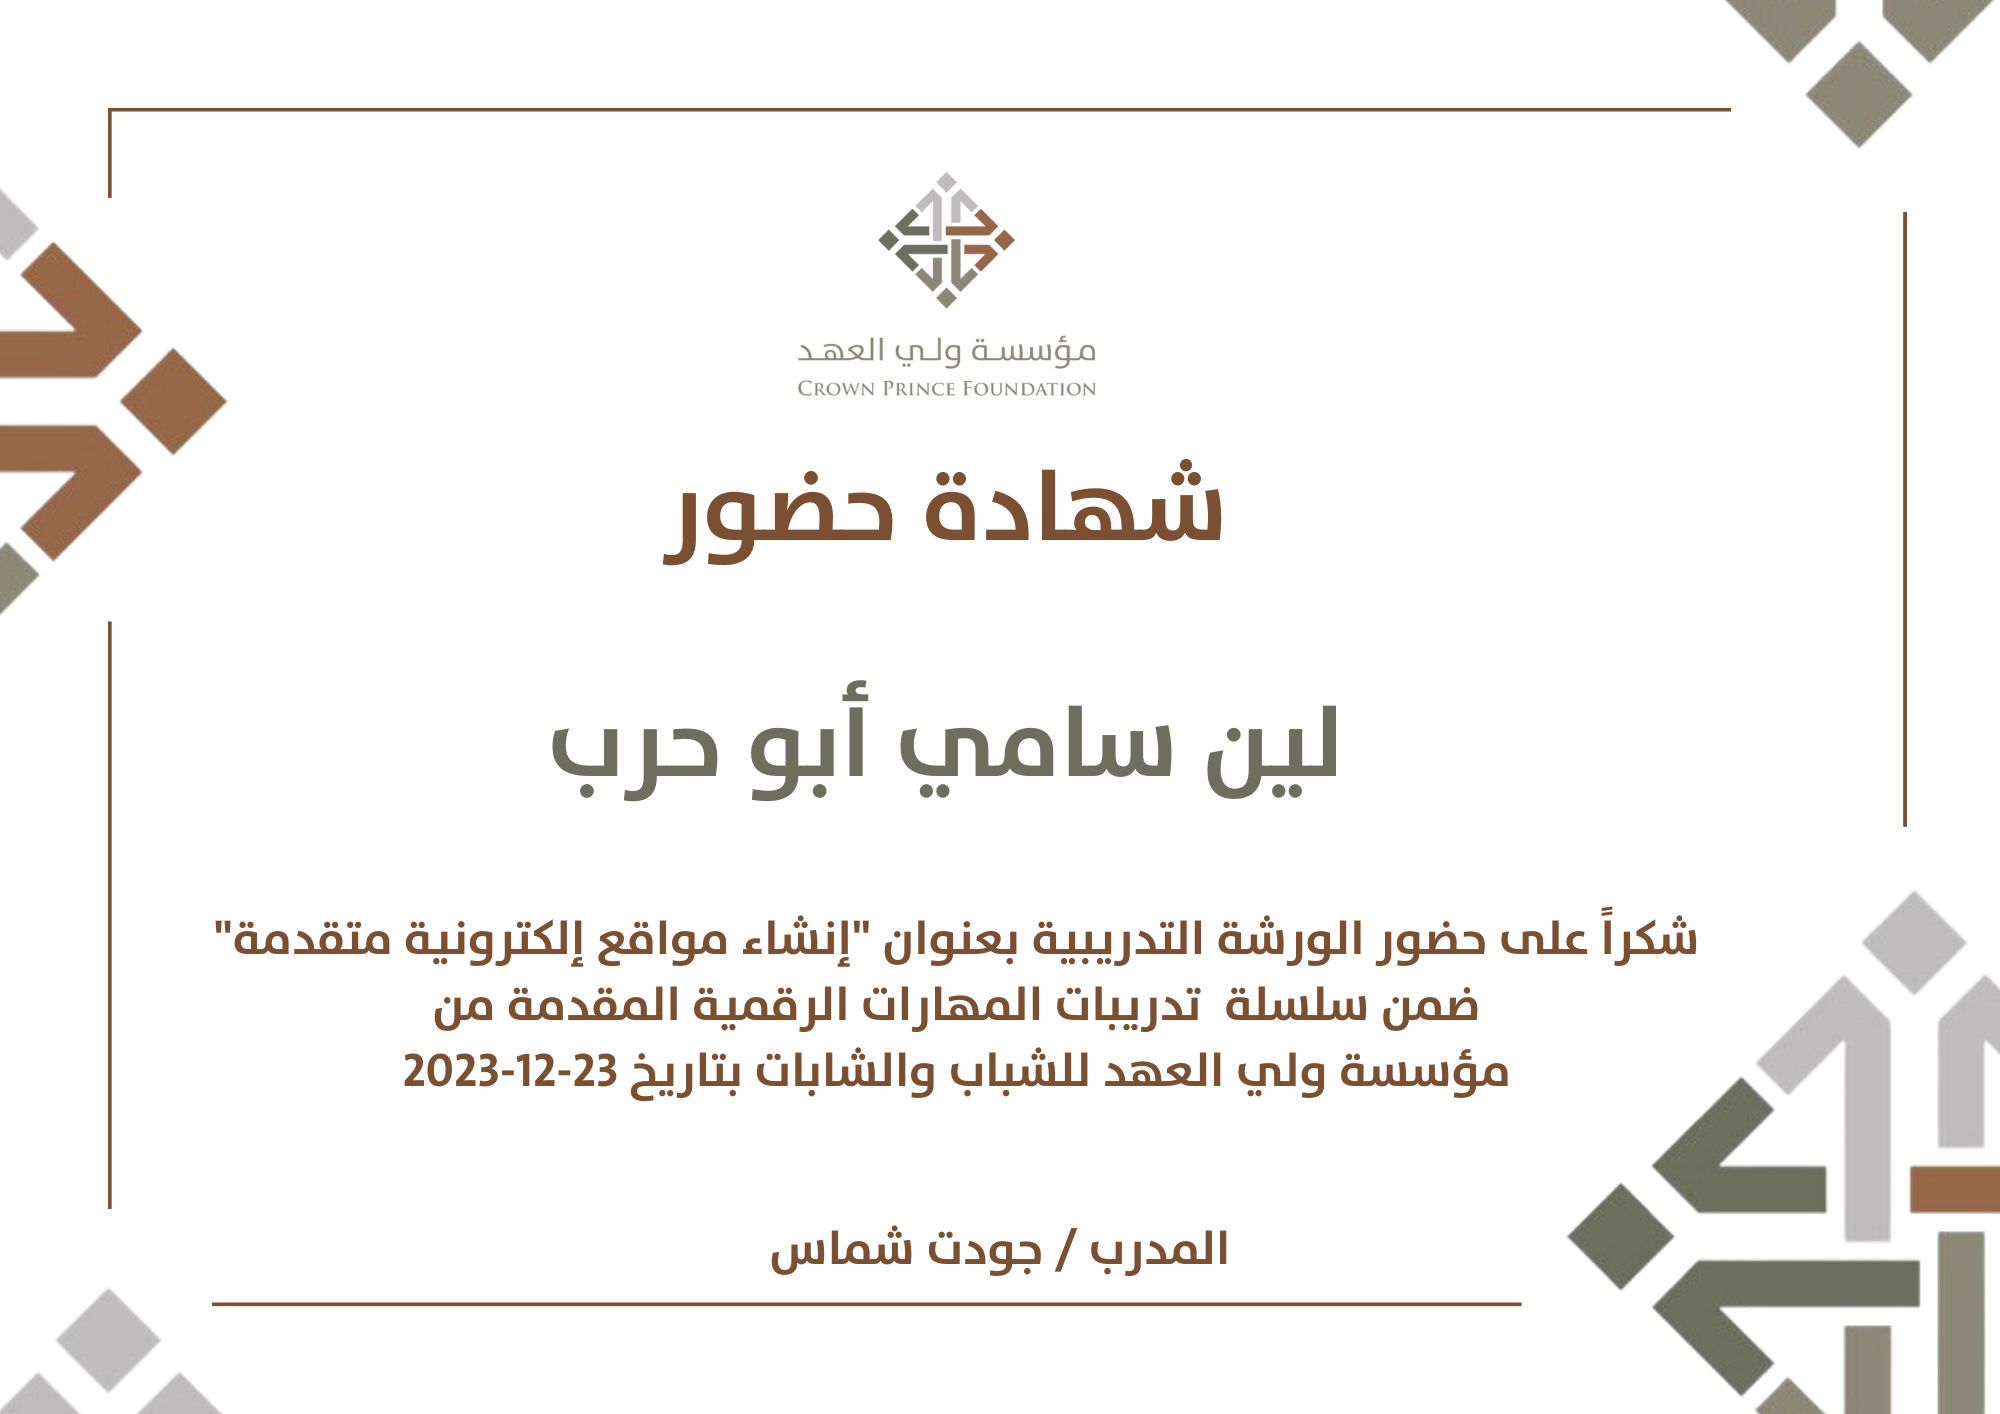 مؤسسة ولي العهد
CROWN PRINCE FOUNDATION
شهادة حضور
لين سامي أبو حرب
شكراً على حضور الورشة التدريبية بعنوان "إنشاء مواقع إلكترونية متقدمة"
ضمن سلسلة تدريبات المهارات الرقمية المقدمة من
مؤسسة ولي العهد للشباب والشابات بتاريخ 23-12-2023
المدرب / جودت شماس